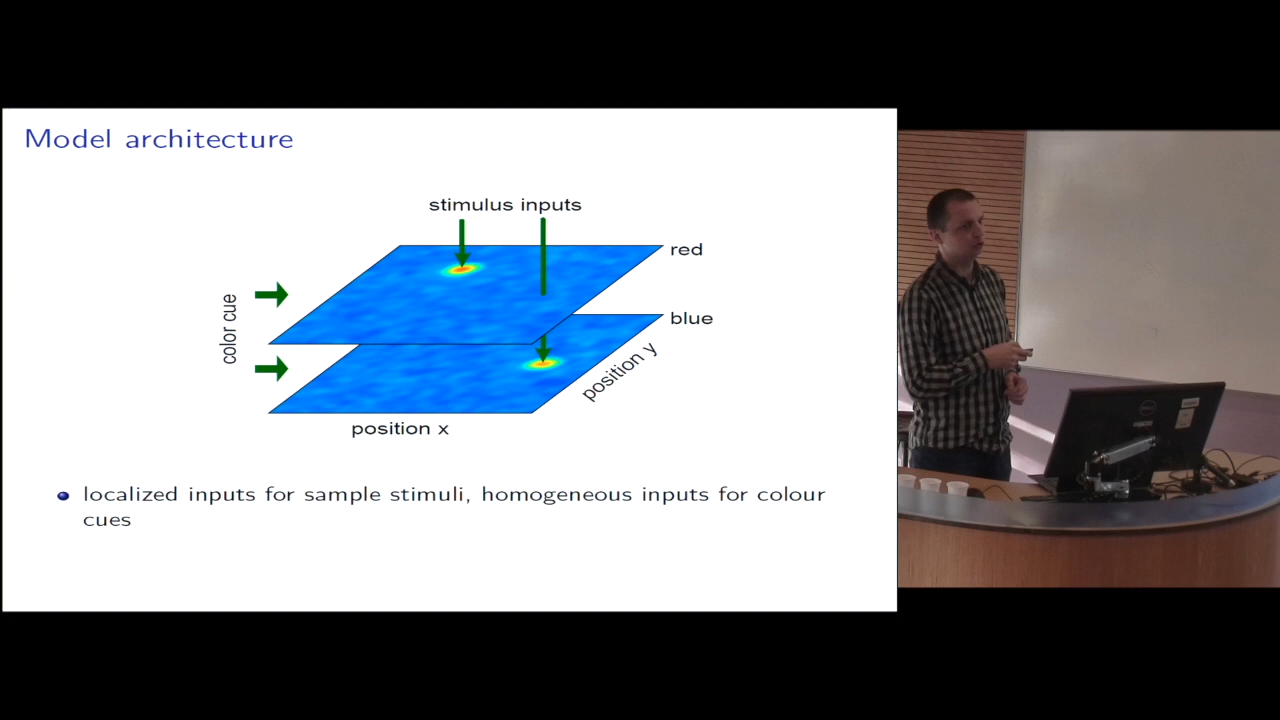 Model architecture
stimulus inputs
red
color cue
blue
position y
position x
localized inputs for sample stimuli, homogeneous inputs for colour
cues